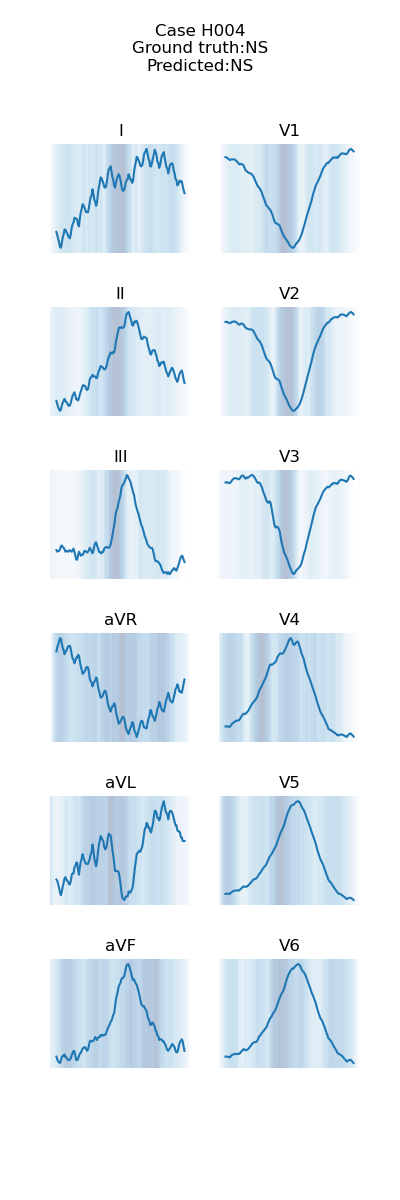 Case H004
Ground truth:NS
Predicted:NS
I
V1
II
V2
III
V3
aVR
V4
aVL
V5
aVF
V6